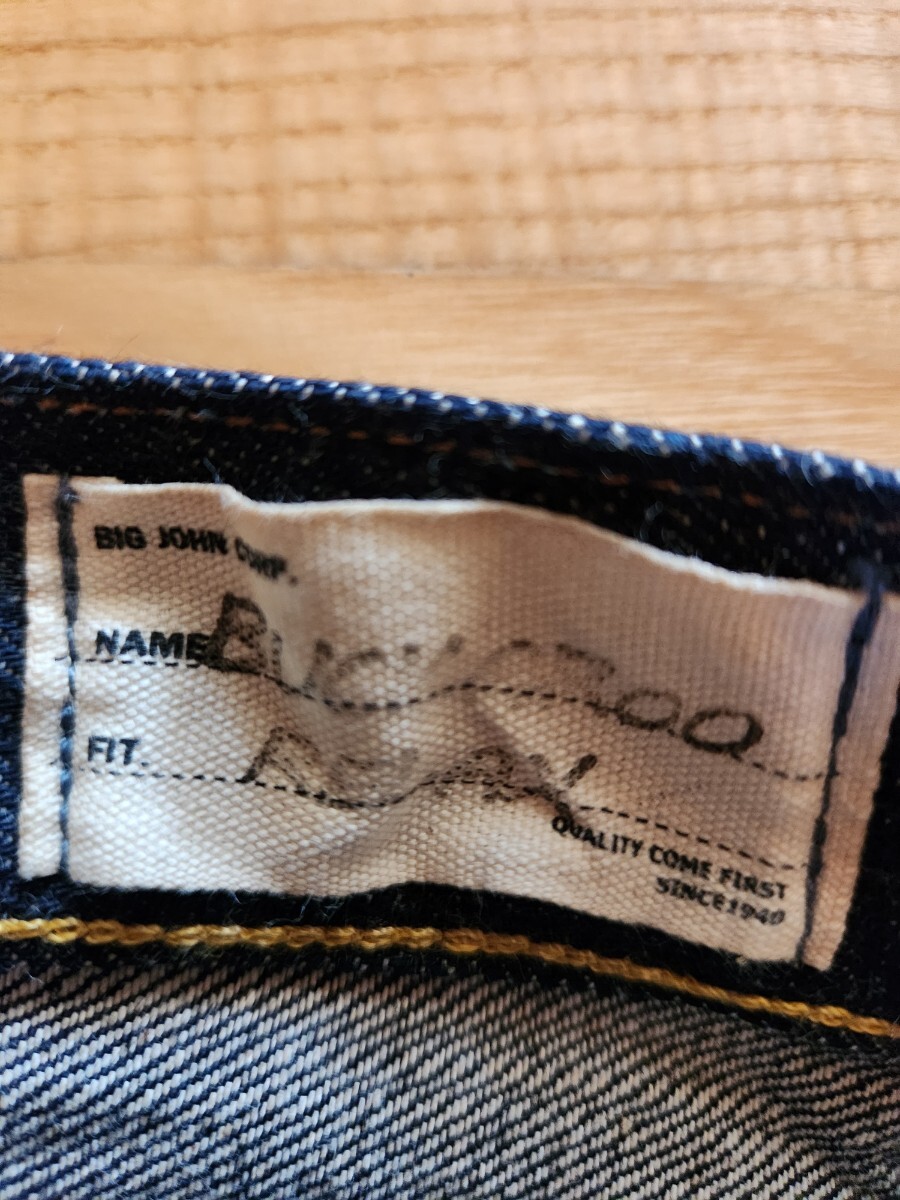 BIG JOHN CORP.
NAME
FIT.
QUALITY COME FIRST
SINCE1940